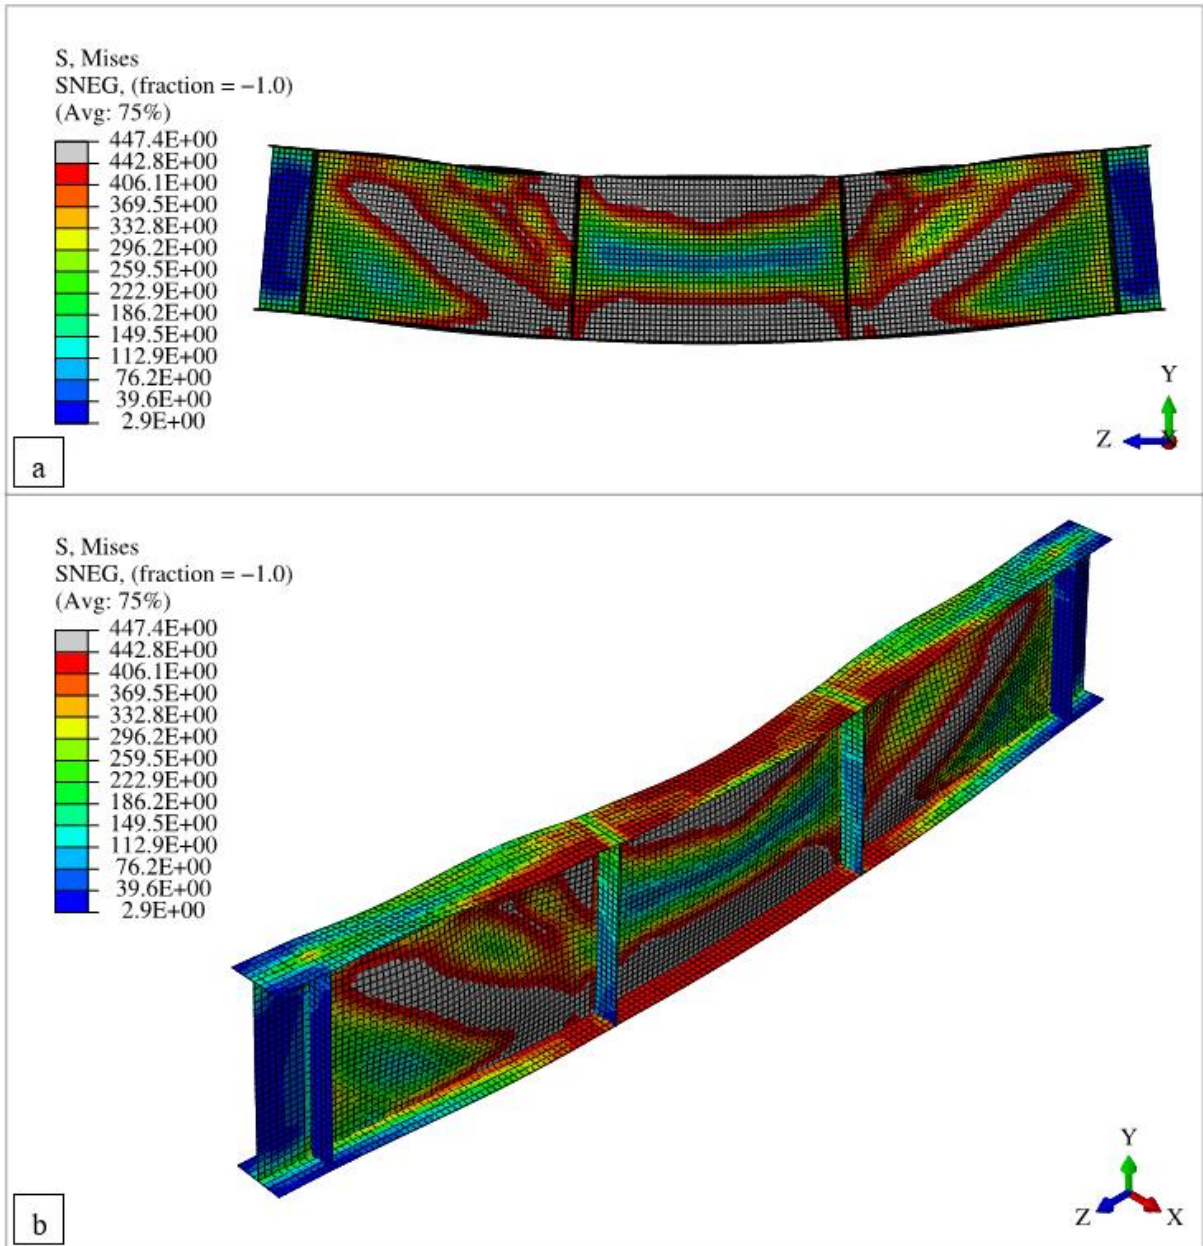 S, Mises
SNEG, (fraction = −1.0)
(Avg: 75%)
447.4E+00
442.8E+00
406.1E+00
369.5E+00
332.8E+00
296.2E+00
259.5E+00
222.9E+00
186.2E+00
149.5E+00
112.9E+00
76.2E+00
39.6E+00
2.9E+00
Y
Z
X
a
S, Mises
SNEG, (fraction = −1.0)
(Avg: 75%)
447.4E+00
442.8E+00
406.1E+00
369.5E+00
332.8E+00
296.2E+00
259.5E+00
222.9E+00
186.2E+00
149.5E+00
112.9E+00
76.2E+00
39.6E+00
2.9E+00
Y
Z
X
b